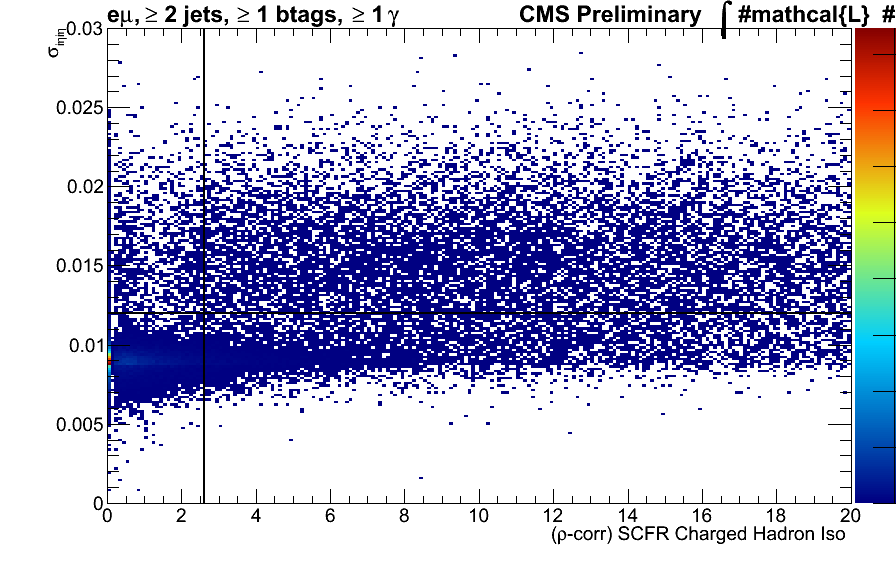 eμ, ≥ 2 jets, ≥ 1 btags, ≥ 1 γ
CMS Preliminary ∫ #mathcal{L} #
σiηiη
0.03
0.025
0.02
0.015
0.01
0.005
0
0 2 4 6 8 10 12 14 16 18 20
(ρ-corr) SCFR Charged Hadron Iso